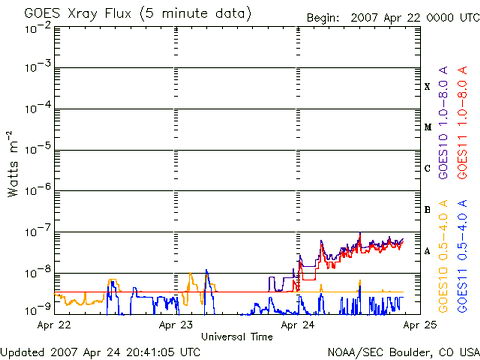 GOES Xray Flux (5 minute data)
Begin: 2007 Apr 22 0000 UTC
10-2
10-3
10-4
10-5
10-6
10-7
10-8
10-9
Watts m-2
X
M
C
B
A
GOES10 1.0-8.0 A
GOES11 1.0-8.0 A
GOES10 0.5-4.0 A
GOES11 0.5-4.0 A
Apr 22
Apr 23
Apr 24
Apr 25
Universal Time
Updated 2007 Apr 24 20:41:05 UTC
NOAA/SEC Boulder, CO USA